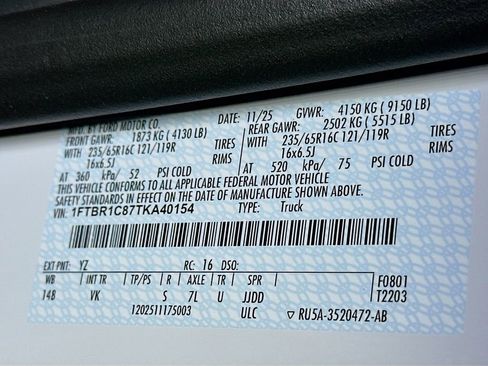 MFD. BY FORD MOTOR CO. DATE: 11/25 GVWR: 4150 KG ( 9150 LB)
FRONT GAWR: 1873 KG ( 4130 LB) REAR GAWR: 2502 KG ( 5515 LB)
WITH 235/65R16C 121/119R TIRES WITH 235/65R16C 121/119R TIRES
16x6.5J RIMS 16x6.5J RIMS
AT 360 kPa/ 52 PSI COLD AT 520 kPa/ 75 PSI COLD
THIS VEHICLE CONFORMS TO ALL APPLICABLE FEDERAL MOTOR VEHICLE
SAFETY STANDARDS IN EFFECT ON THE DATE OF MANUFACTURE SHOWN ABOVE.
VIN: 1FTBR1C87TKA40154 TYPE: Truck
EXT PNT: YZ RC: 16 DSO:
WB INT TR TP/PS R AXLE TR SPR F0801
148 VK S 7L U JJDD T2203
1202511175003 ULC ▽ RU5A-3520472-AB